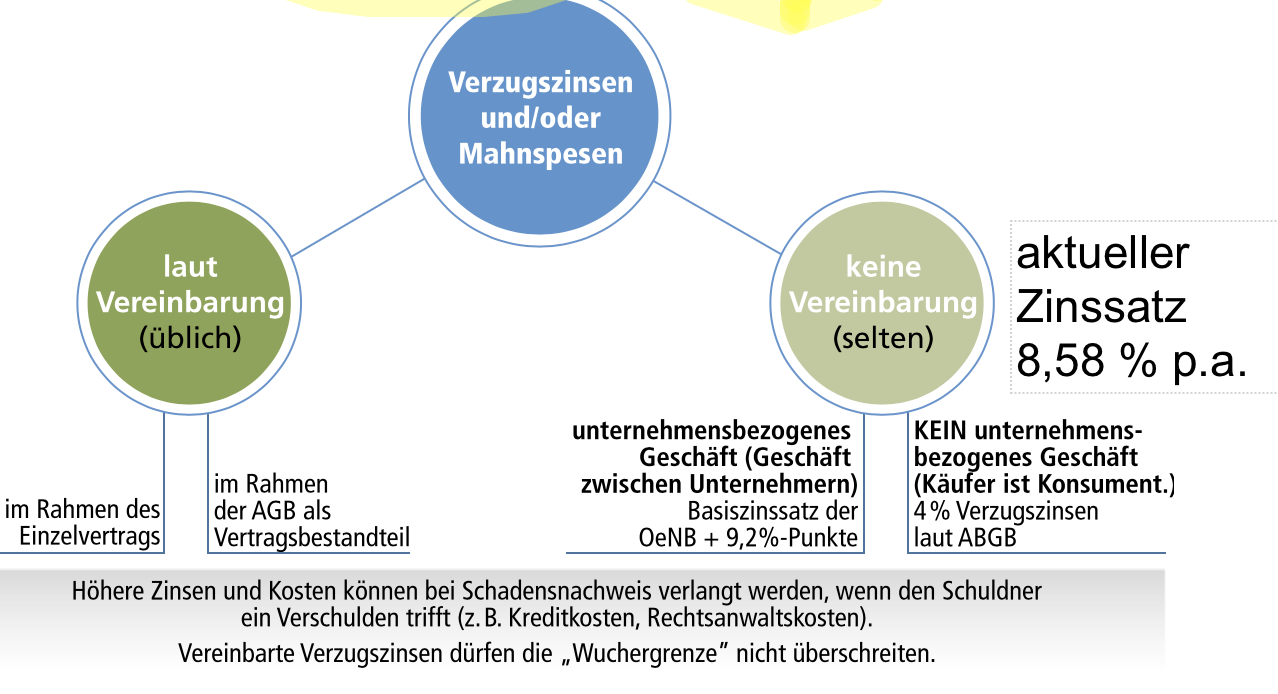 Verzugszinsen
und/oder
Mahnspesen
laut
Vereinbarung
(üblich)
keine
Vereinbarung
(selten)
aktueller
Zinssatz
8,58 % p.a.
im Rahmen des
Einzelvertrags
im Rahmen
der AGB als
Vertragsbestandteil
unternehmensbezogenes
Geschäft (Geschäft
zwischen Unternehmern)
Basiszinssatz der
OeNB + 9,2%-Punkte
KEIN unternehmens-
bezogenes Geschäft
(Käufer ist Konsument.)
4 % Verzugszinsen
laut ABGB
Höhere Zinsen und Kosten können bei Schadensnachweis verlangt werden, wenn den Schuldner
ein Verschulden trifft (z. B. Kreditkosten, Rechtsanwaltskosten).
Vereinbarte Verzugszinsen dürfen die „Wuchergrenze” nicht überschreiten.